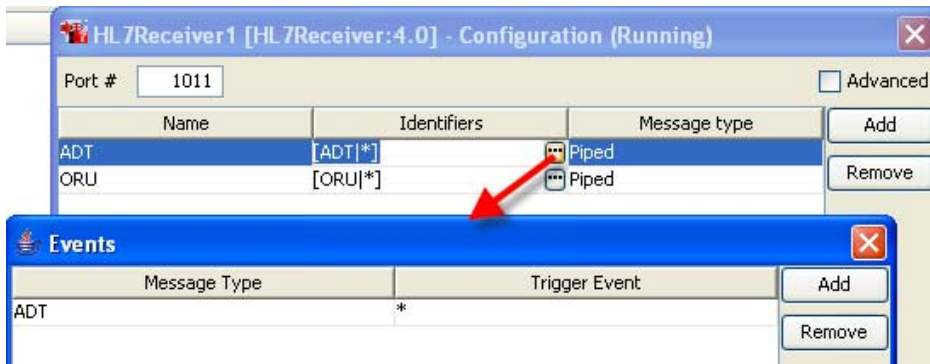 HL7Receiver1 [HL7Receiver:4.0] - Configuration (Running)
Port # 1011 Advanced
Name Identifiers Message type Add
ADT [ADT|*] Piped
ORU [ORU|*] Piped Remove
Events
Message Type Trigger Event Add
ADT *
Remove